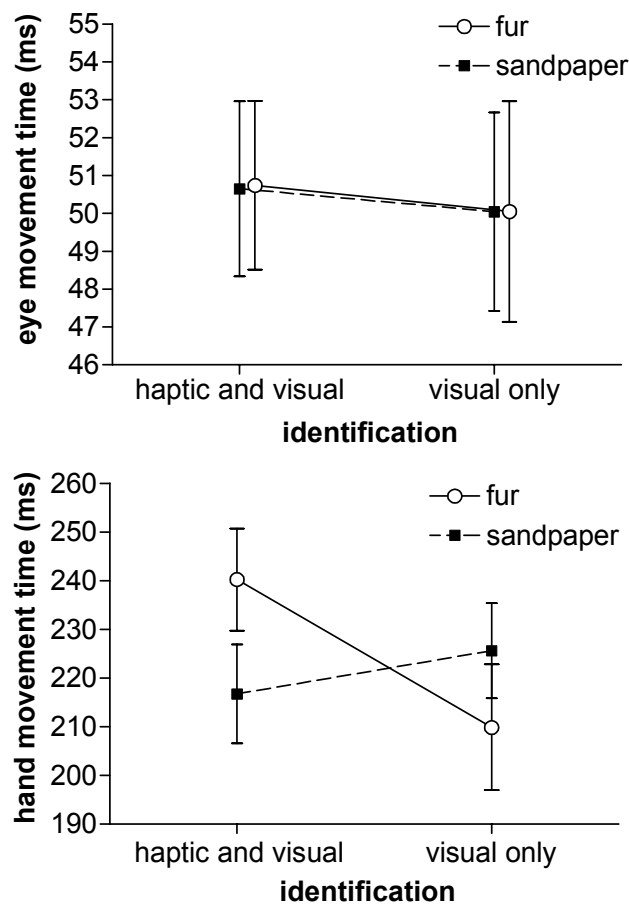 eye movement time (ms)
55
54
53
52
51
50
49
48
47
46
fur
sandpaper
haptic and visual
visual only
identification
hand movement time (ms)
260
250
240
230
220
210
200
190
fur
sandpaper
haptic and visual
visual only
identification